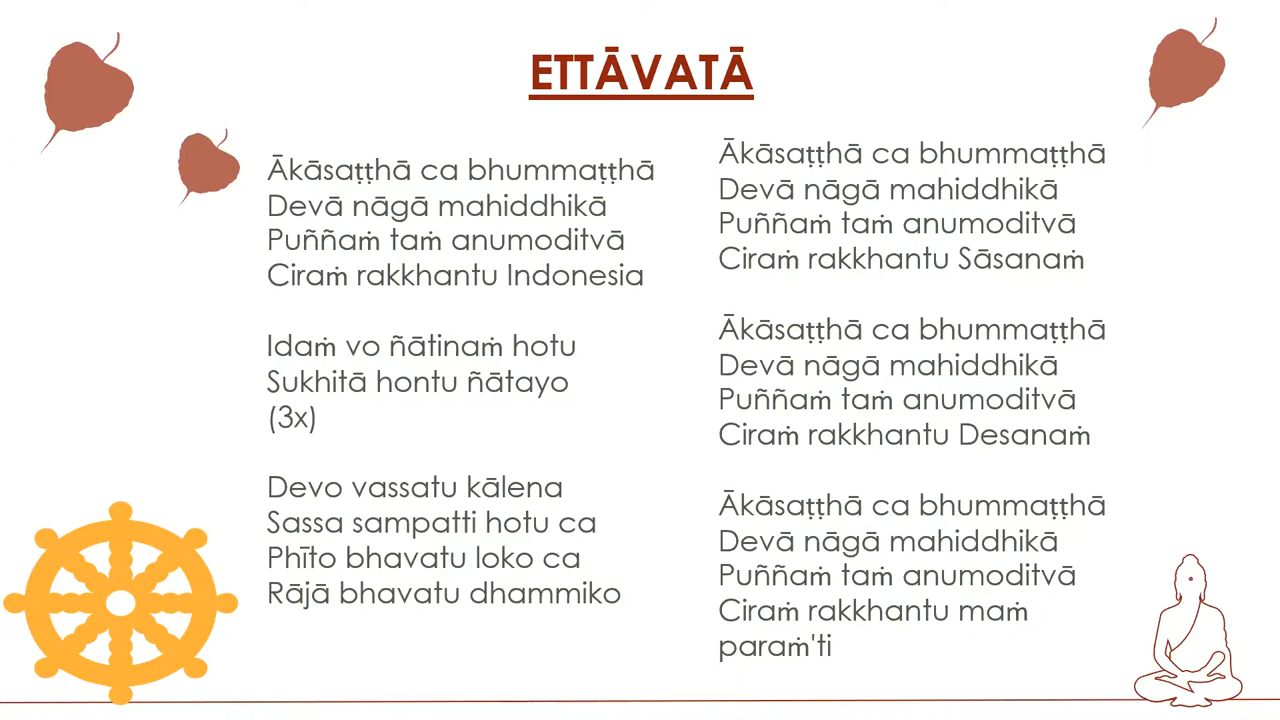 ETTĀVATĀ
Ākāsaṭṭhā ca bhummaṭṭhā
Devā nāgā mahiddhikā
Puññaṁ taṁ anumoditvā
Ciraṁ rakkhantu Indonesia
Idaṁ vo ñātinaṁ hotu
Sukhitā hontu ñātayo
(3x)
Devo vassatu kālena
Sassa sampatti hotu ca
Phīto bhavatu loko ca
Rājā bhavatu dhammiko
Ākāsaṭṭhā ca bhummaṭṭhā
Devā nāgā mahiddhikā
Puññaṁ taṁ anumoditvā
Ciraṁ rakkhantu Sāsanaṁ
Ākāsaṭṭhā ca bhummaṭṭhā
Devā nāgā mahiddhikā
Puññaṁ taṁ anumoditvā
Ciraṁ rakkhantu Desanaṁ
Ākāsaṭṭhā ca bhummaṭṭhā
Devā nāgā mahiddhikā
Puññaṁ taṁ anumoditvā
Ciraṁ rakkhantu maṁ
paraṁ'ti